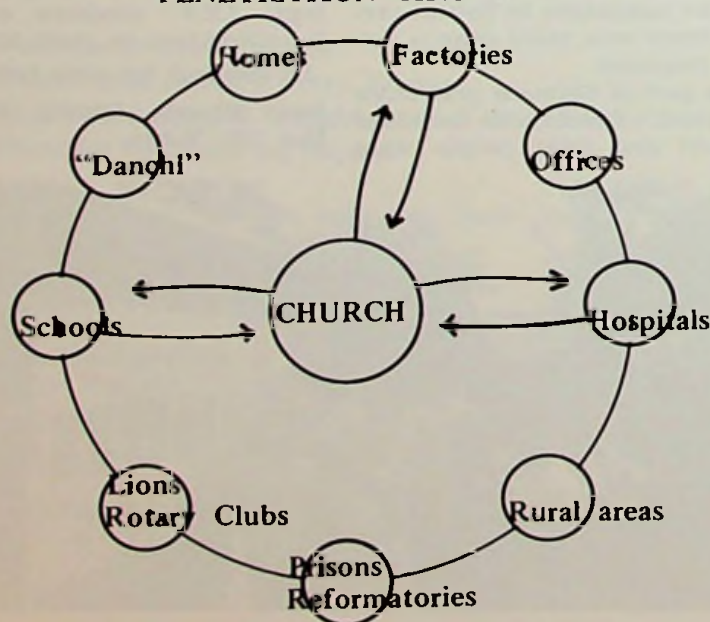 Homes
Factories
"Danchi"
Offices
CHURCH
Schools
Hospitals
Lions
Rotary Clubs
Rural areas
Prisons
Reformatories